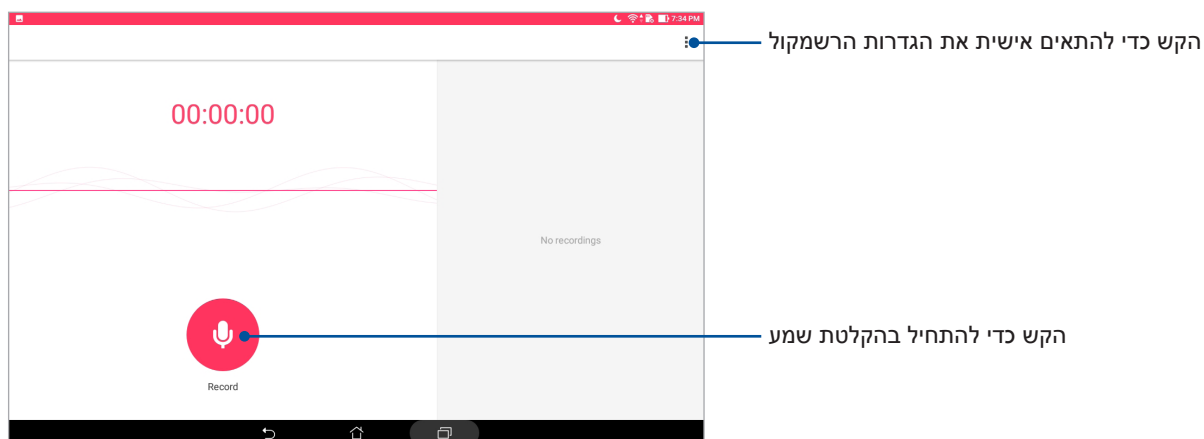 7:34 PM
הקש כדי להתאים אישית את הגדרות הרשמקול
00:00:00
No recordings
הקש כדי להתחיל בהקלטת שמע
Record